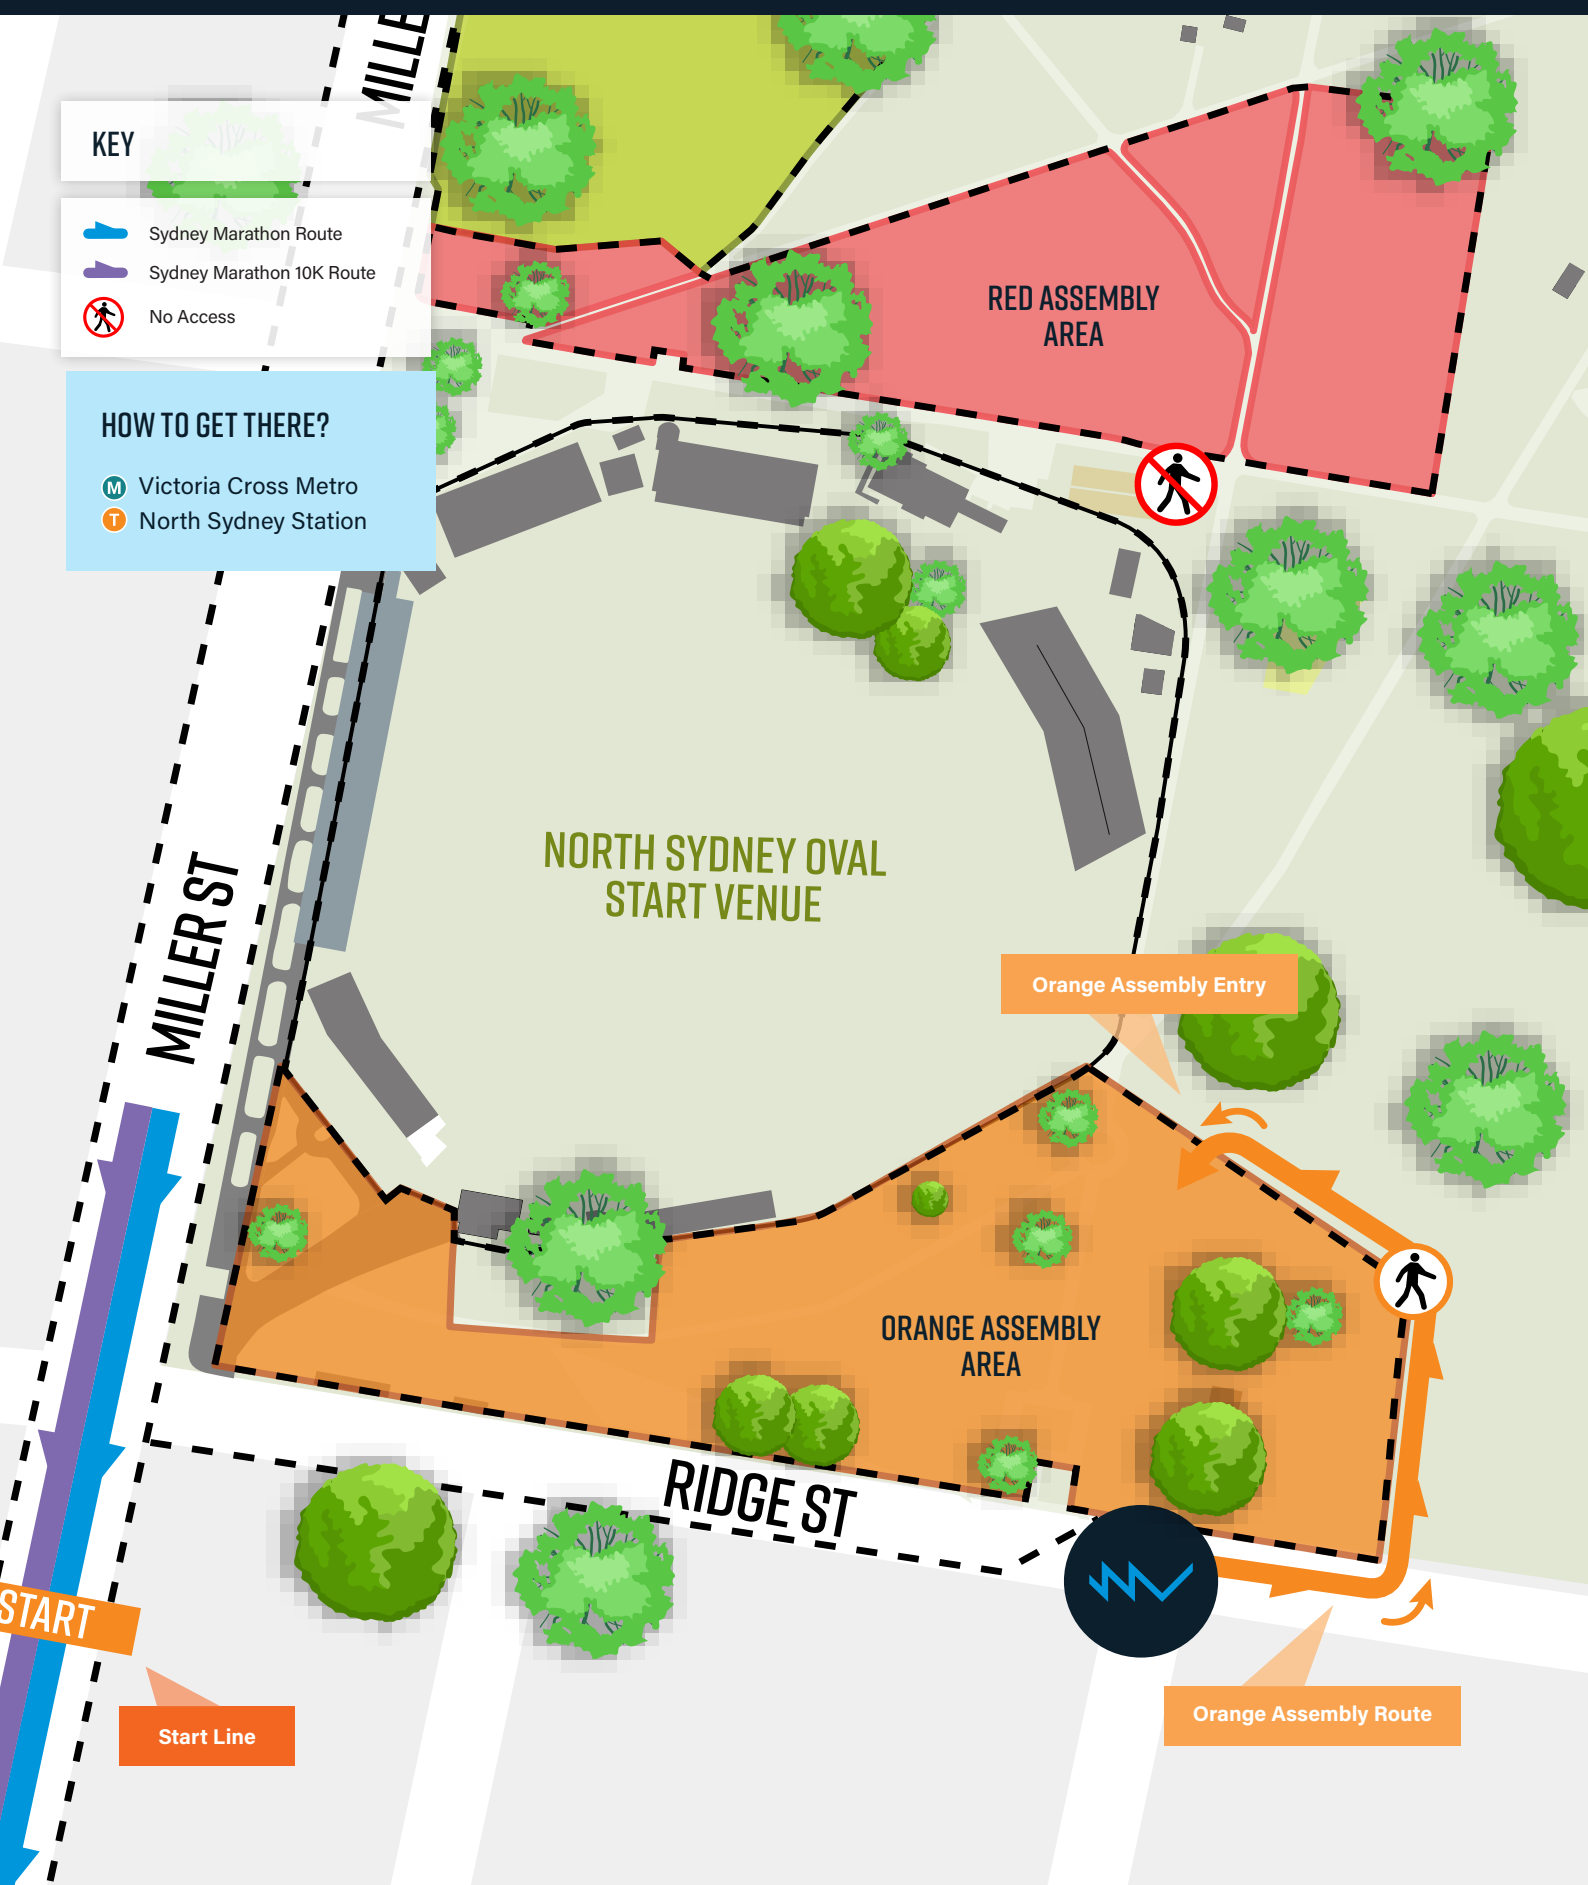 MILLE
KEY
Sydney Marathon Route
Sydney Marathon 10K Route
No Access
HOW TO GET THERE?
M Victoria Cross Metro
T North Sydney Station
RED ASSEMBLY
AREA
NORTH SYDNEY OVAL
START VENUE
MILLER ST
Orange Assembly Entry
ORANGE ASSEMBLY
AREA
RIDGE ST
START
Start Line
Orange Assembly Route